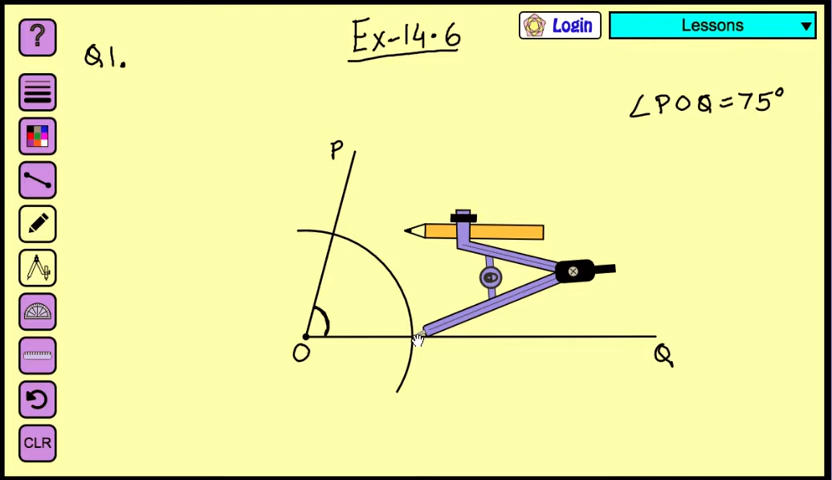 ?
Ex-14.6
Login
Lessons
Q1.
∠POQ=75°
P
O
Q
CLR